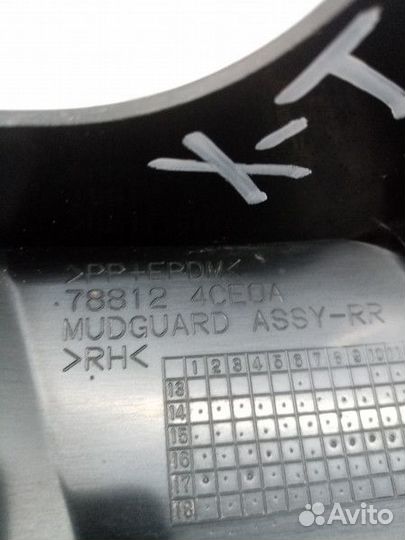 X-T
>PP+EPDM<
78812 4CE0A
MUDGUARD ASSY-RR
>RH<
1 2 3 4 5 6 7 8 9 10 11
13
14
15
16
17
18
Avito